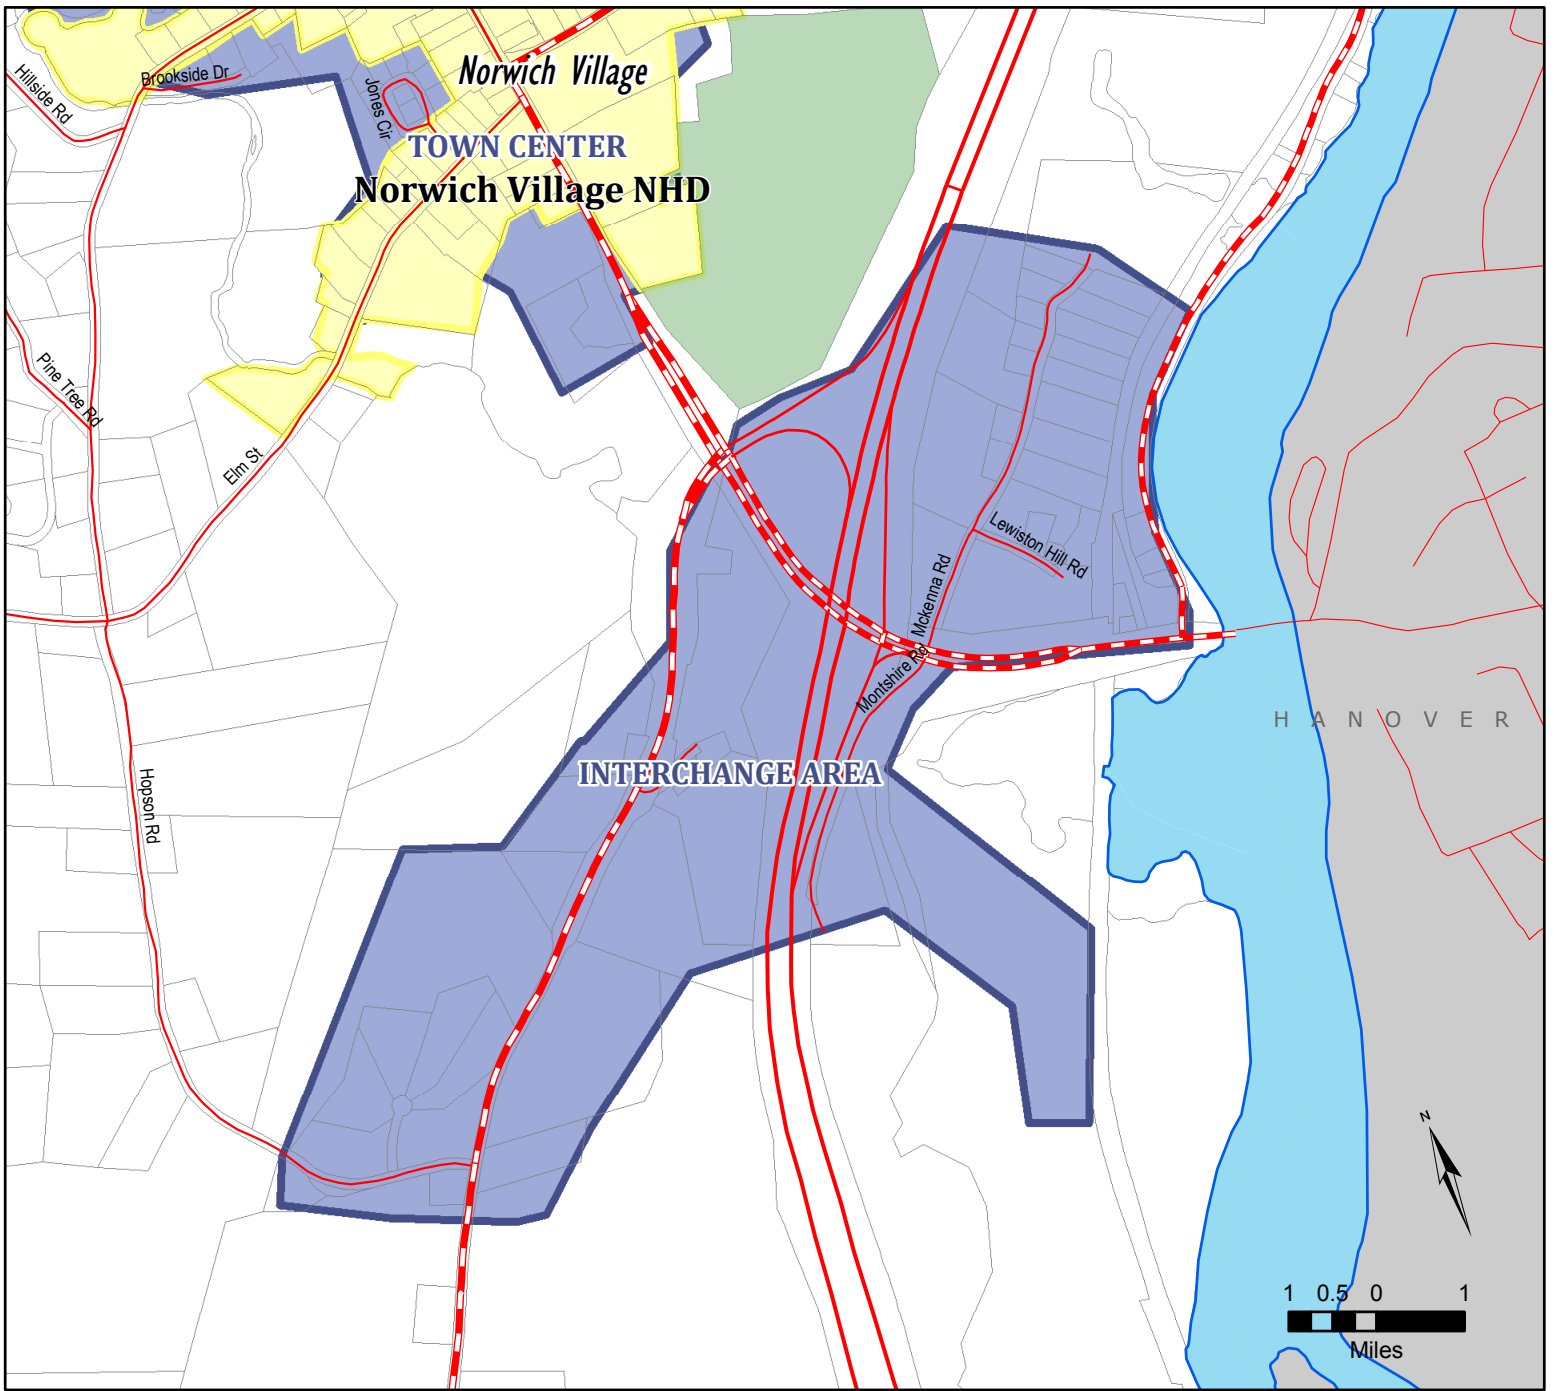 Norwich Village
Brookside Dr
Hillside Rd
Jones Cir
TOWN CENTER
Norwich Village NHD
Pine Tree Rd
Elm St
Lewiston Hill Rd
Mckenna Rd
Montshire Rd
HANOVER
INTERCHANGE AREA
Hopson Rd
N
1 0.5 0 1
Miles